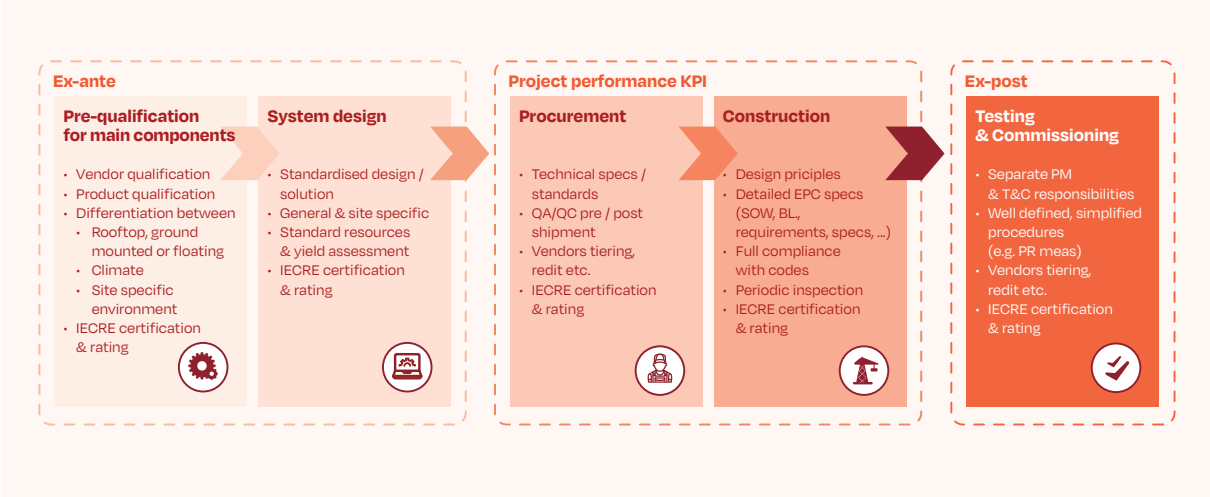 Ex-ante
Pre-qualification
for main components
• Vendor qualification
• Product qualification
• Differentiation between
• Rooftop, ground
mounted or floating
• Climate
• Site specific
environment
• IECRE certification
& rating
System design
• Standardised design /
solution
• General & site specific
• Standard resources
& yield assessment
• IECRE certification
& rating
Project performance KPI
Procurement
• Technical specs /
standards
• QA/QC pre / post
shipment
• Vendors tiering,
redit etc.
• IECRE certification
& rating
Construction
• Design priciples
• Detailed EPC specs
(SOW, BL.,
requirements, specs, ...)
• Full compliance
with codes
• Periodic inspection
• IECRE certification
& rating
Ex-post
Testing
& Commissioning
• Separate PM
& T&C responsibilities
• Well defined, simplified
procedures
(e.g. PR meas)
• Vendors tiering,
redit etc.
• IECRE certification
& rating